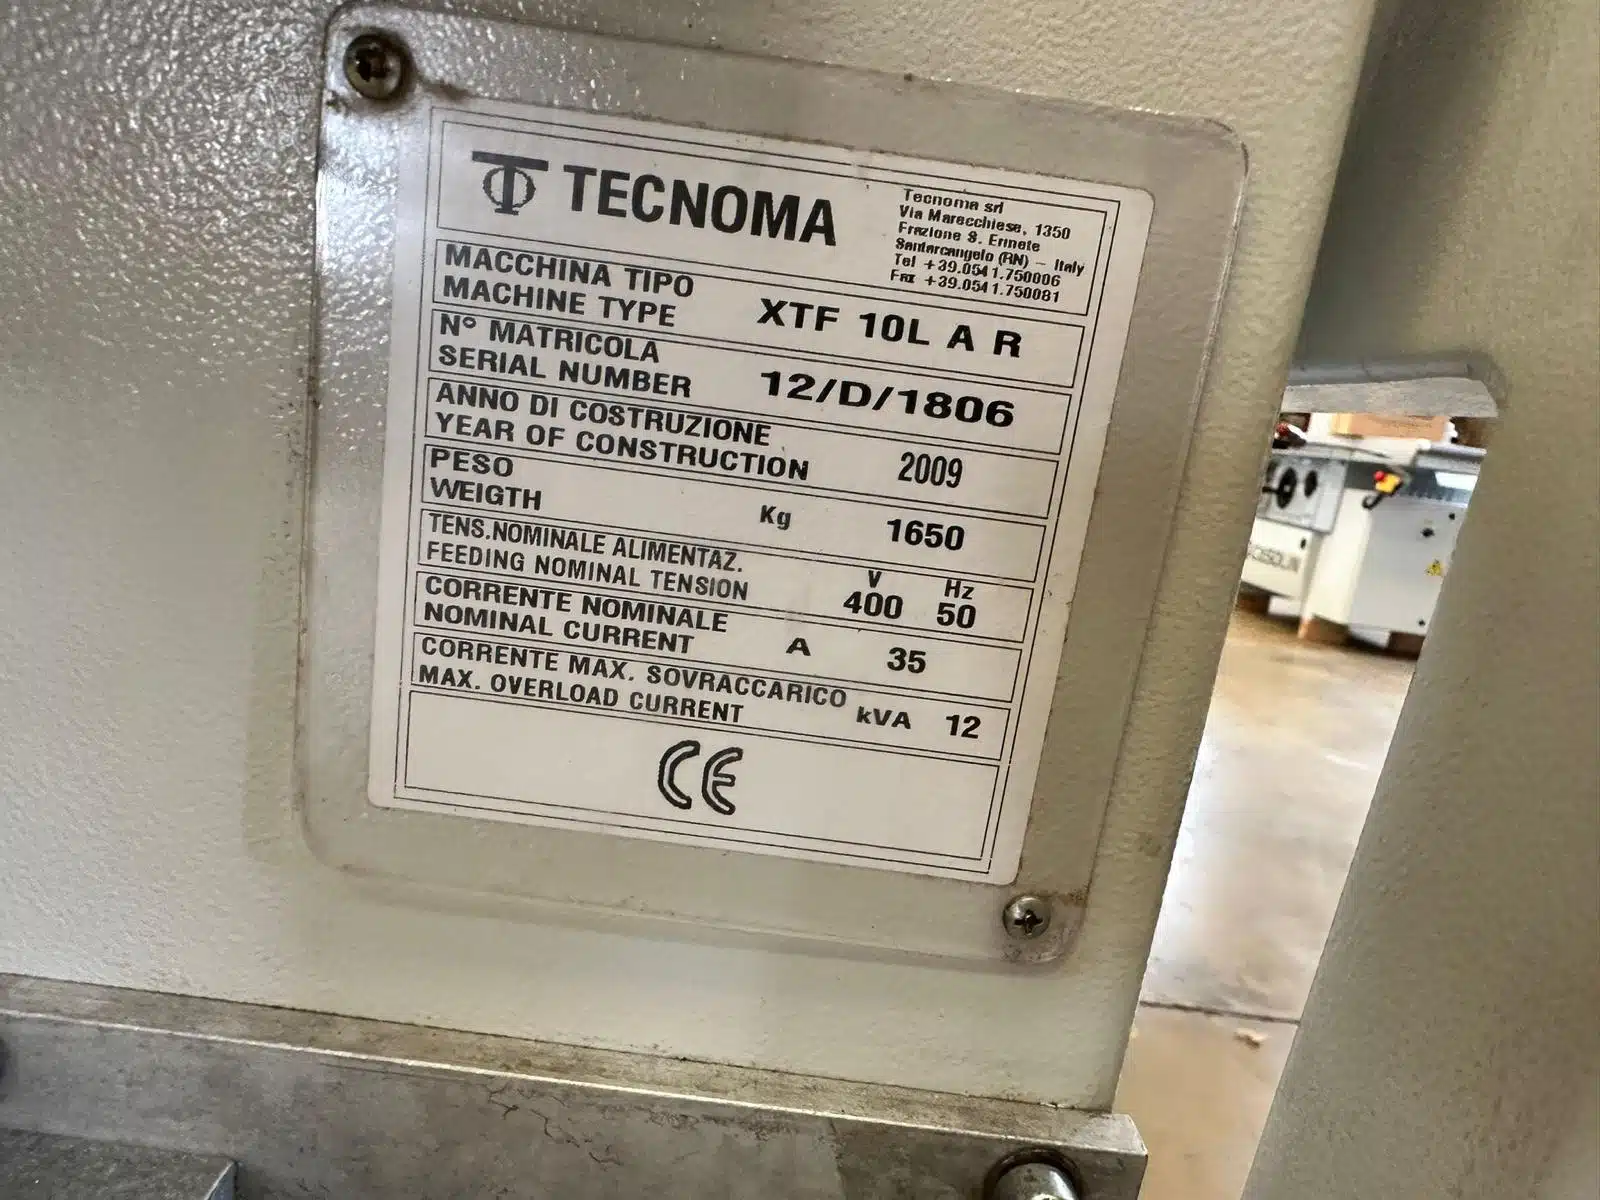 TECNOMA
Tecnoma srl
Via Marecchiese, 1350
Frazione S. Ermete
Santarcangelo (RN) – Italy
Tel +39.0541.750006
Fax +39.0541.750081
MACCHINA TIPO
MACHINE TYPE
XTF 10L A R
N° MATRICOLA
SERIAL NUMBER
12/D/1806
ANNO DI COSTRUZIONE
YEAR OF CONSTRUCTION
2009
PESO
WEIGTH
Kg
1650
TENS.NOMINALE ALIMENTAZ.
FEEDING NOMINAL TENSION
V Hz
400 50
CORRENTE NOMINALE
NOMINAL CURRENT
A
35
CORRENTE MAX. SOVRACCARICO
MAX. OVERLOAD CURRENT
kVA 12
CE